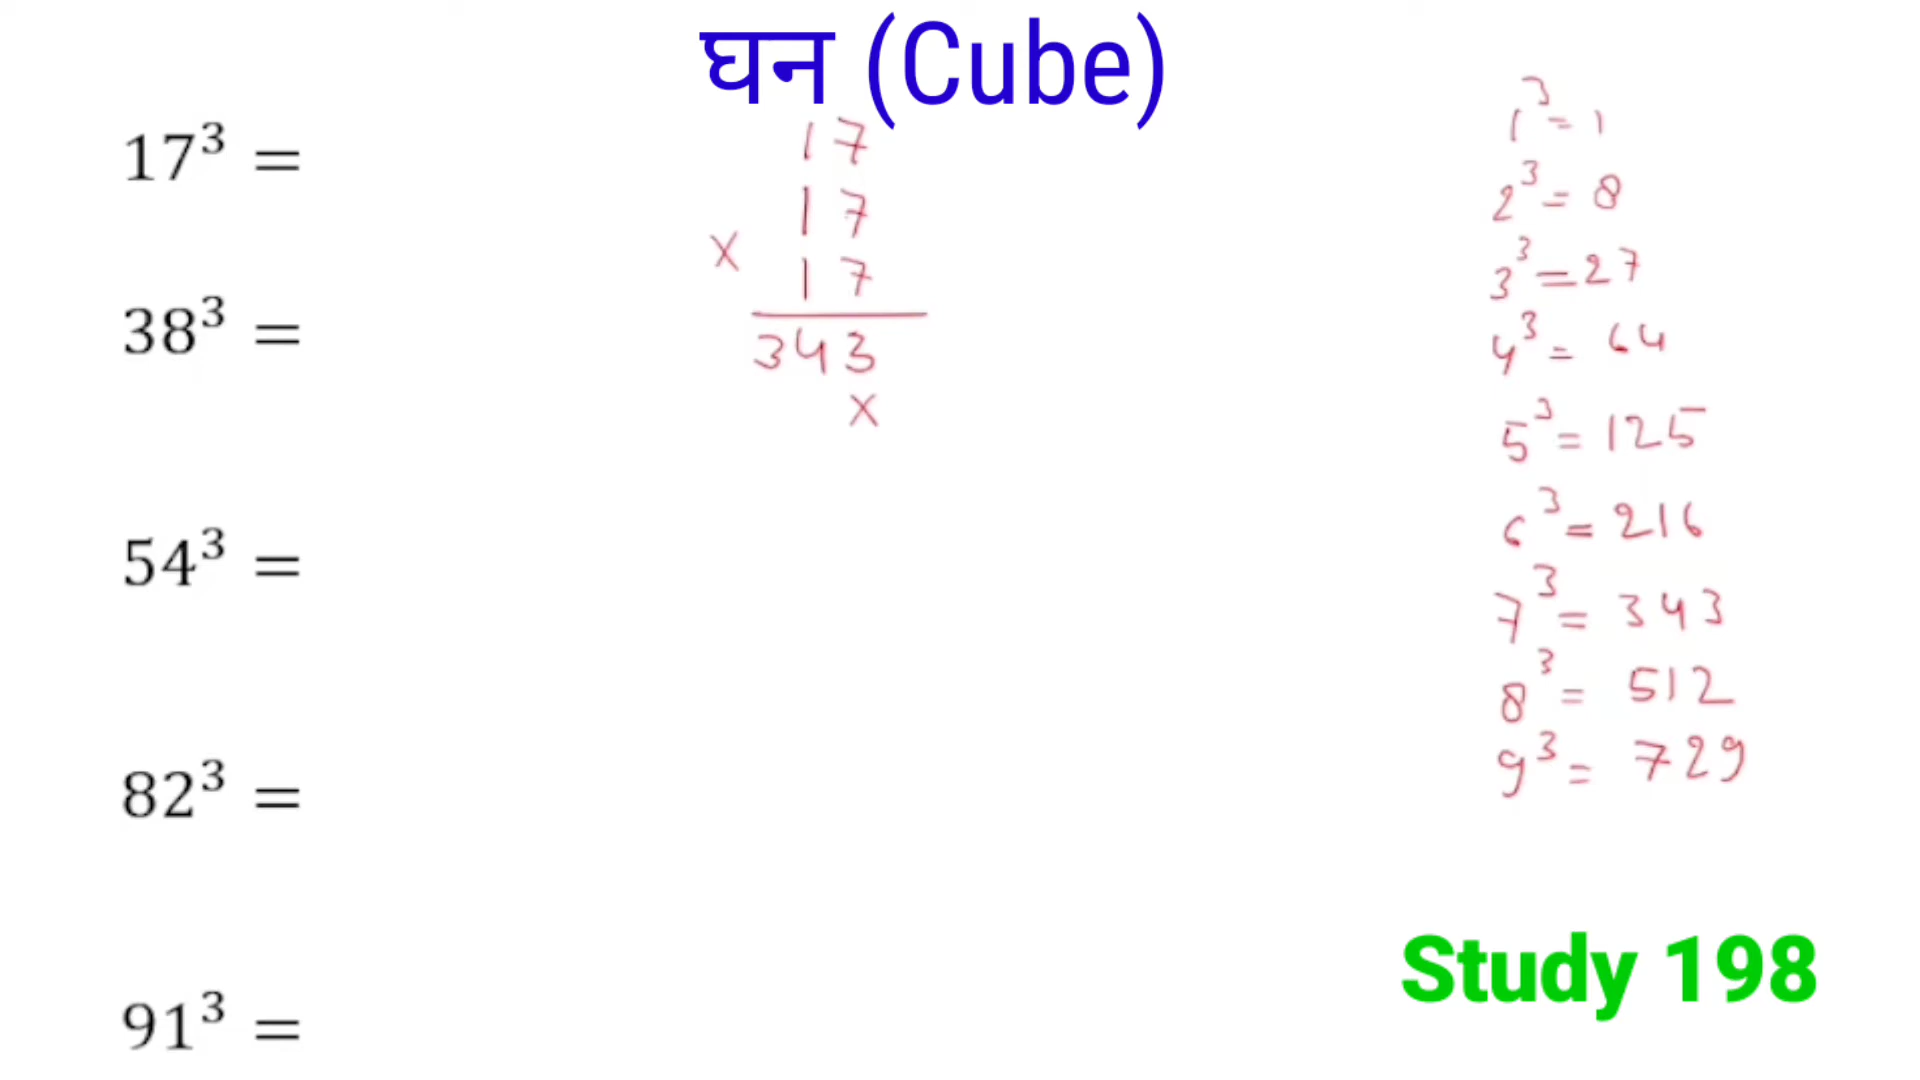 घन (Cube)
17³ =
38³ =
54³ =
82³ =
91³ =
17
17
x 17
343
x
1³ = 1
2³ = 8
3³ = 27
4³ = 64
5³ = 125
6³ = 216
7³ = 343
8³ = 512
9³ = 729
Study 198